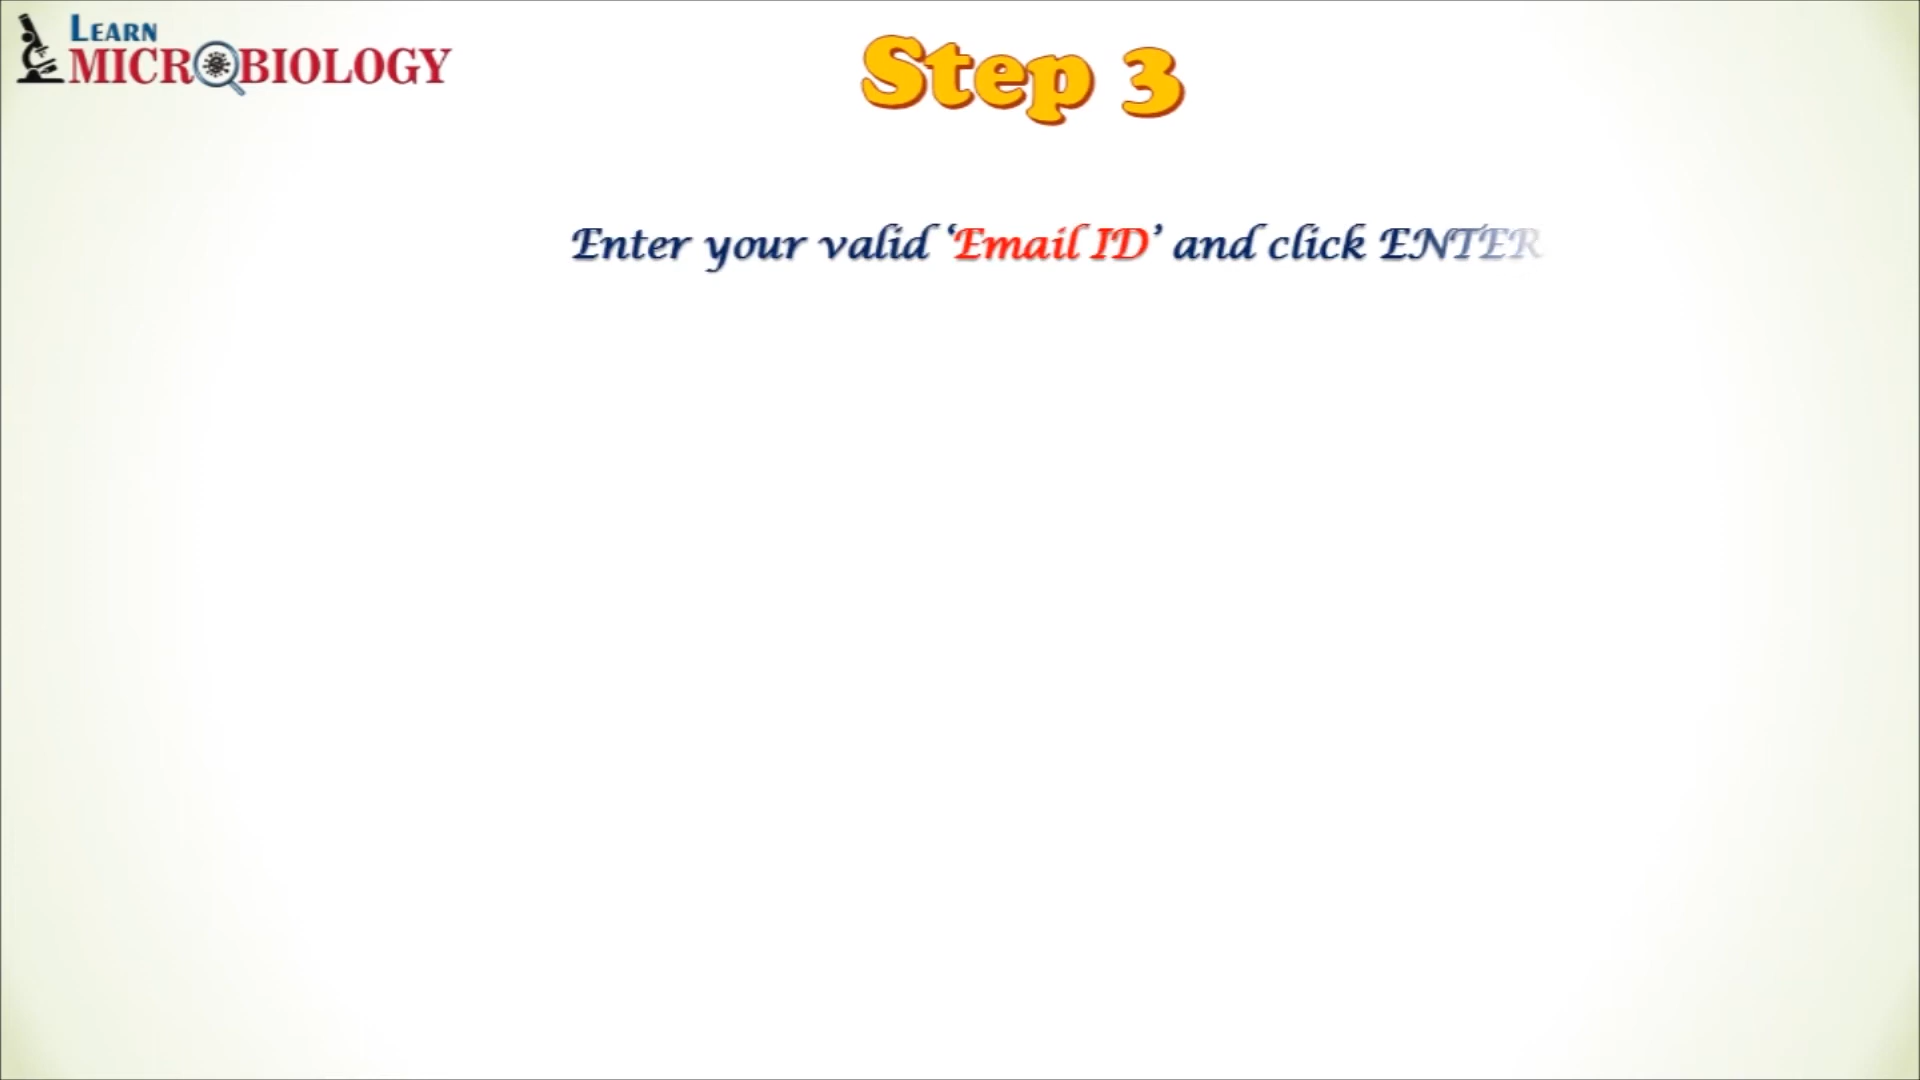 LEARN
MICROBIOLOGY
Step 3
Enter your valid ‘Email ID’ and click ENTER